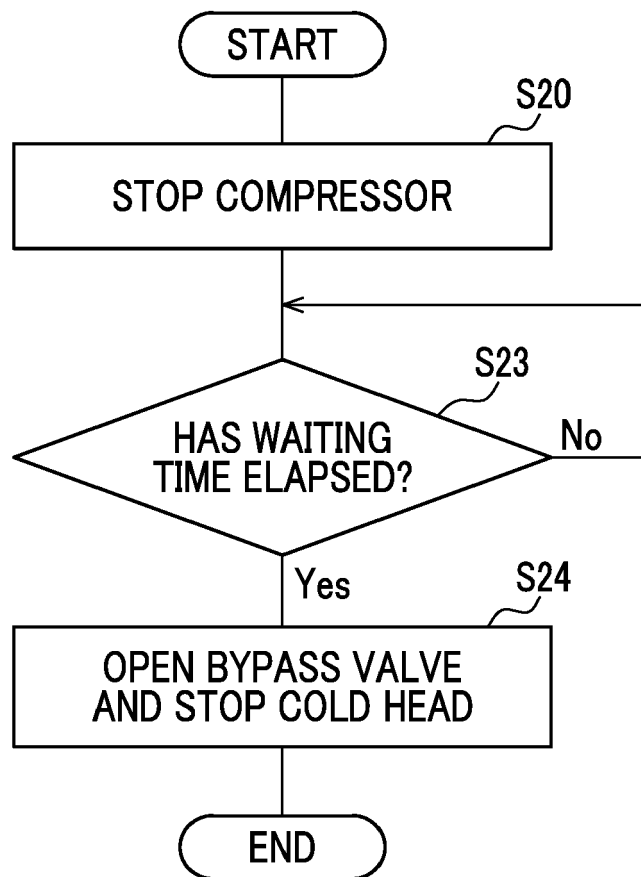 START
S20
STOP COMPRESSOR
S23
HAS WAITING
TIME ELAPSED?
No
Yes
S24
OPEN BYPASS VALVE
AND STOP COLD HEAD
END